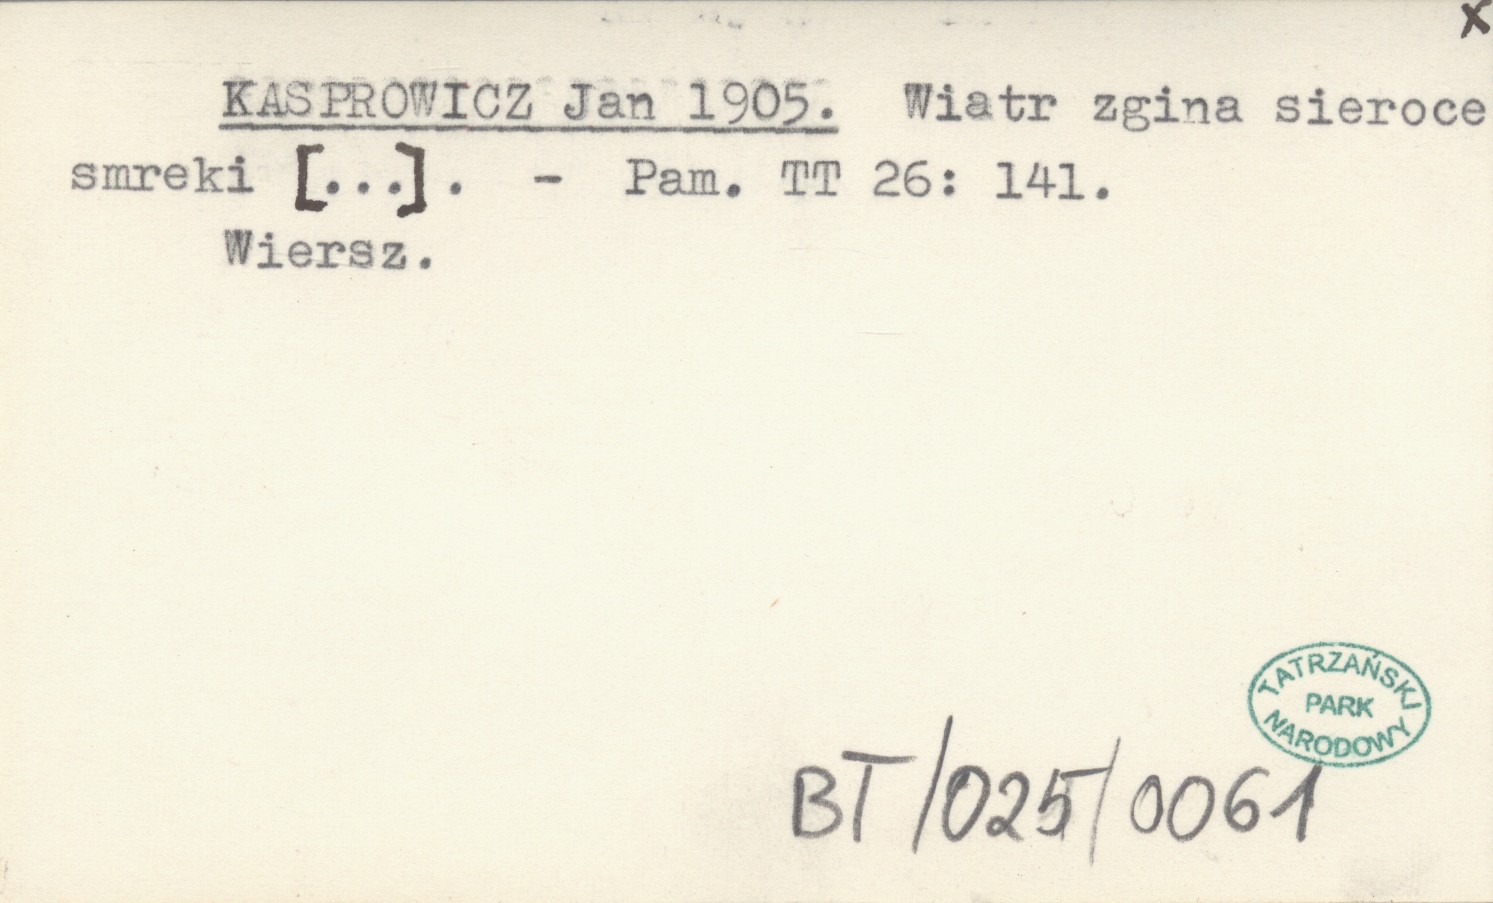 x
KASPROWICZ Jan 1905. Wiatr zgina sieroce
smreki [...]. - Pam. TT 26: 141.
Wiersz.
TATRZAŃSKI
PARK
NARODOWY
BT/025/0061